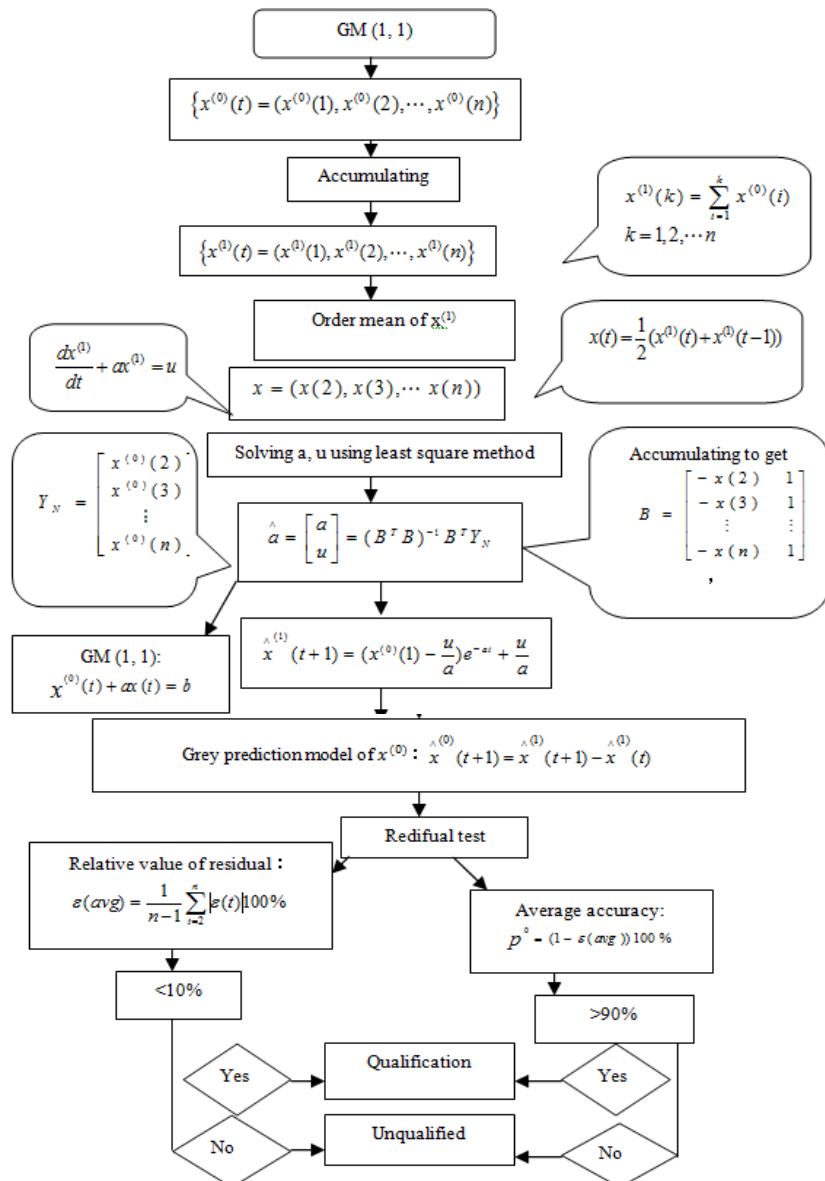 GM (1, 1)
{x⁽⁰⁾(t) = (x⁽⁰⁾(1), x⁽⁰⁾(2), ⋯, x⁽⁰⁾(n)}
Accumulating
x⁽¹⁾(k) = ∑_{i=1}^{k} x⁽⁰⁾(i)
k = 1,2,⋯n
{x⁽¹⁾(t) = (x⁽¹⁾(1), x⁽¹⁾(2), ⋯, x⁽¹⁾(n)}
Order mean of x⁽¹⁾
x(t) = 1/2 (x⁽¹⁾(t) + x⁽¹⁾(t−1))
dx⁽¹⁾/dt + ax⁽¹⁾ = u
x = (x(2), x(3), ⋯ x(n))
Solving a, u using least square method
Y_N = [x⁽⁰⁾(2) x⁽⁰⁾(3) ⋮ x⁽⁰⁾(n)]
Accumulating to get
B = [−x(2) 1 −x(3) 1 ⋮ ⋮ −x(n) 1]
,
â = [a u] = (BᵀB)⁻¹BᵀY_N
GM (1, 1):
x⁽⁰⁾(t) + ax(t) = b
x̂⁽¹⁾(t+1) = (x⁽⁰⁾(1) − u/a)e^{−at} + u/a
Grey prediction model of x⁽⁰⁾: x̂⁽⁰⁾(t+1) = x̂⁽¹⁾(t+1) − x̂⁽¹⁾(t)
Redifual test
Relative value of residual:
ε(avg) = 1/(n−1) ∑_{t=2}^{n} |ε(t)|100%
Average accuracy:
p° = (1 − ε(avg))100 %
<10%
>90%
Yes
Qualification
Yes
No
Unqualified
No